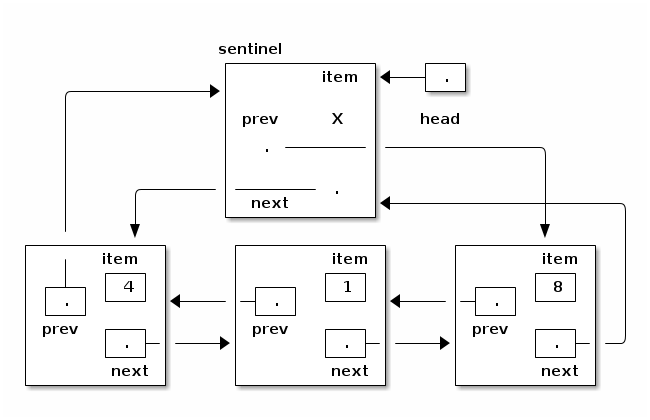 sentinel
item
prev X head
next
item item item
4 1 8
prev prev prev
next next next